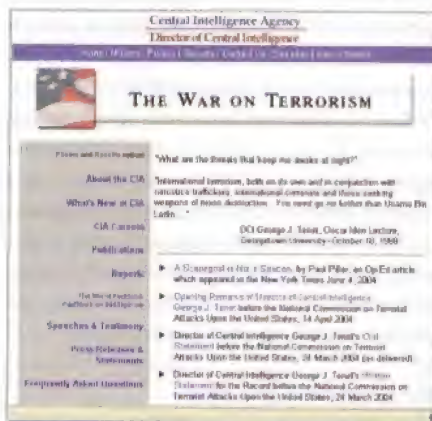 Central Intelligence Agency
Director of Central Intelligence
THE WAR ON TERRORISM
About the CIA
What's New at CIA
CIA Careers
Publications
Reports
Speeches & Testimony
Press Releases &
Statements
Frequently Asked Questions
"What are the threats that keep me awake at night?"
"International terrorism, both on its own and in conjunction with
narcotics traffickers, international criminals and those seeking
weapons of mass destruction. You need go no further than Usama Bin
Ladin..."
DCI George J. Tenet, Oscar Iden Lecture,
Georgetown University - October 18, 1999
A Scapegoat Is Not a Solution, by Paul Pillar, an Op-Ed article
which appeared in the New York Times June 4, 2004
Opening Remarks of Director of Central Intelligence
George J. Tenet before the National Commission on Terrorist
Attacks Upon the United States, 14 April 2004
Director of Central Intelligence George J. Tenet's Oral
Statement before the National Commission on Terrorist
Attacks Upon the United States, 24 March 2004 (as delivered)
Director of Central Intelligence George J. Tenet's Written
Statement for the Record before the National Commission on
Terrorist Attacks Upon the United States, 24 March 2004